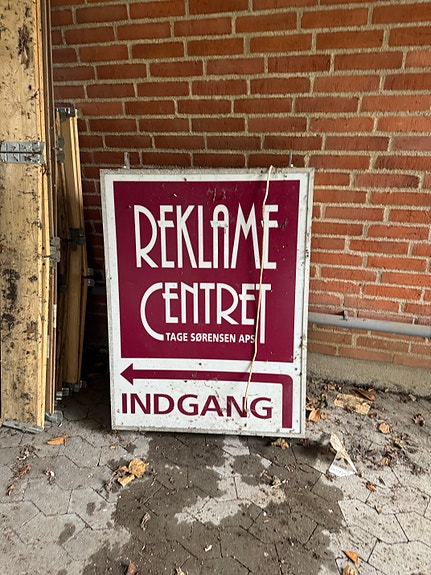 REKLAME
CENTRET
TAGE SØRENSEN APS
INDGANG